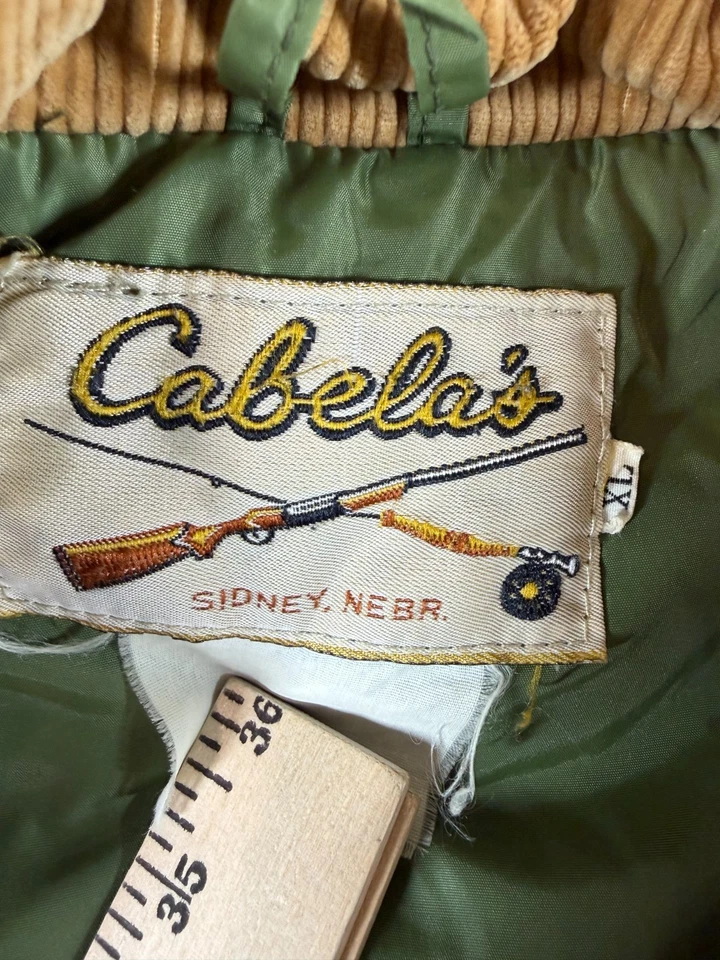 Cabela's
XL
SIDNEY, NEBR.
36
35